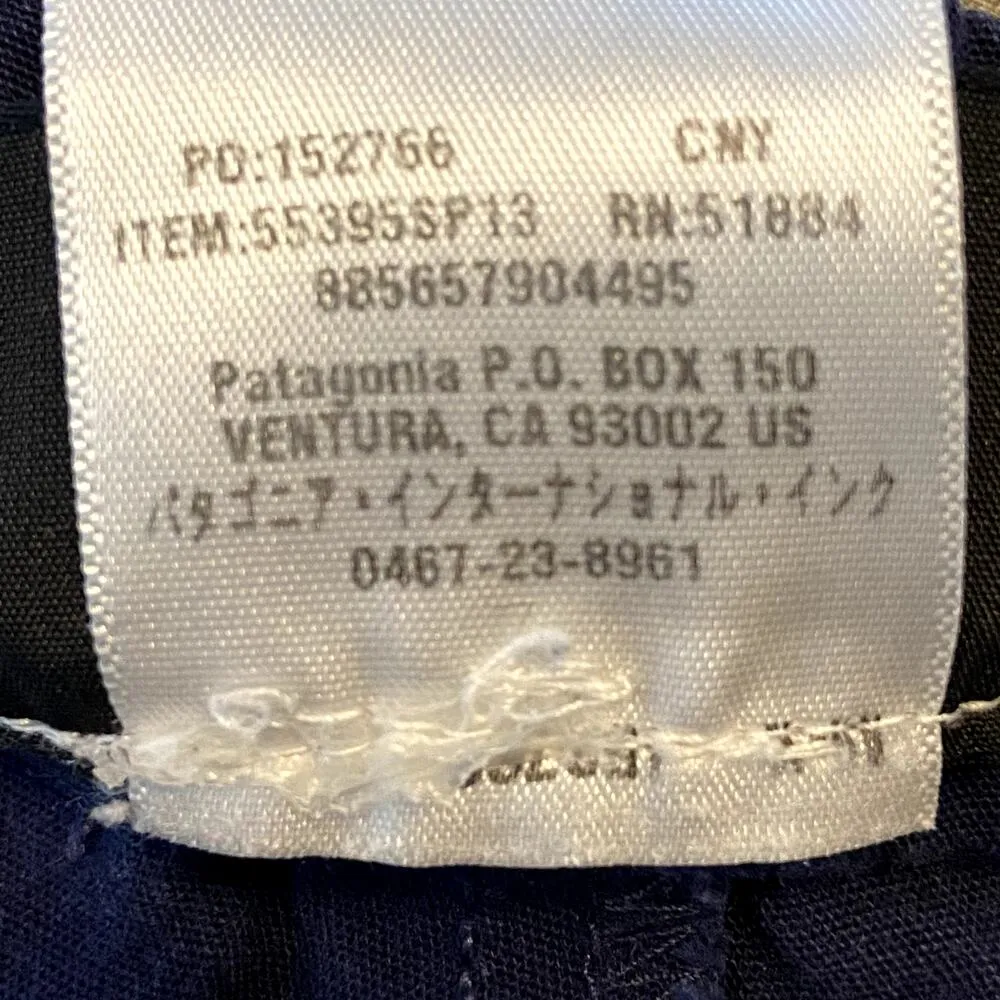 PO:152766 CNY
ITEM:55395SP13 RN:51884
885657904495
Patagonia P.O. BOX 150
VENTURA, CA 93002 US
パタゴニア・インターナショナル・インク
0467-23-8961